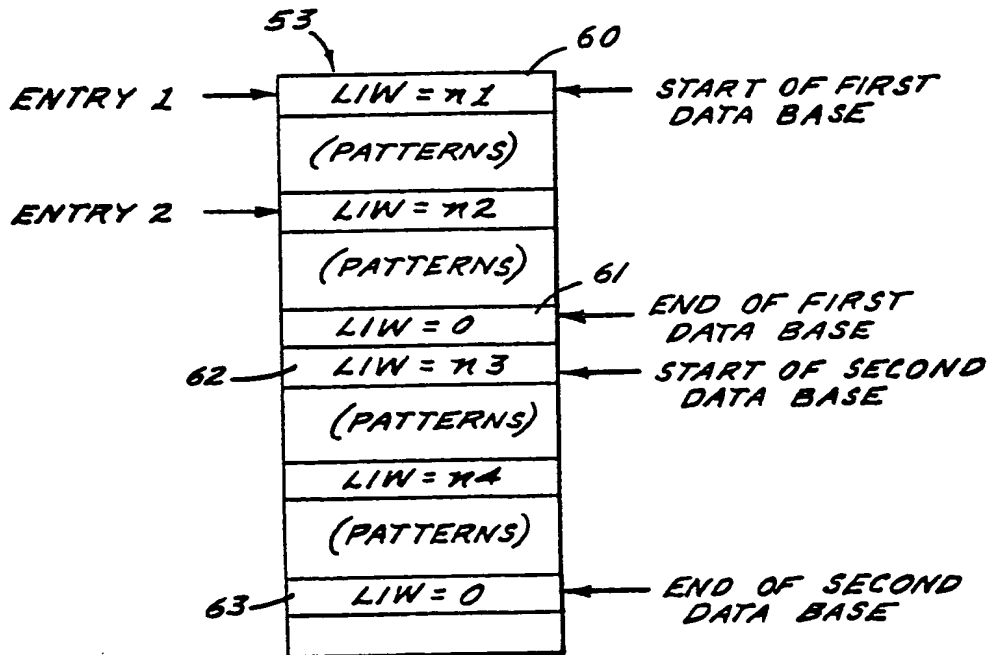 53
60
ENTRY 1
LIW = n1
START OF FIRST
DATA BASE
(PATTERNS)
ENTRY 2
LIW = n2
(PATTERNS)
61
END OF FIRST
DATA BASE
LIW = 0
62
LIW = n3
START OF SECOND
DATA BASE
(PATTERNS)
LIW = n4
(PATTERNS)
63
LIW = 0
END OF SECOND
DATA BASE